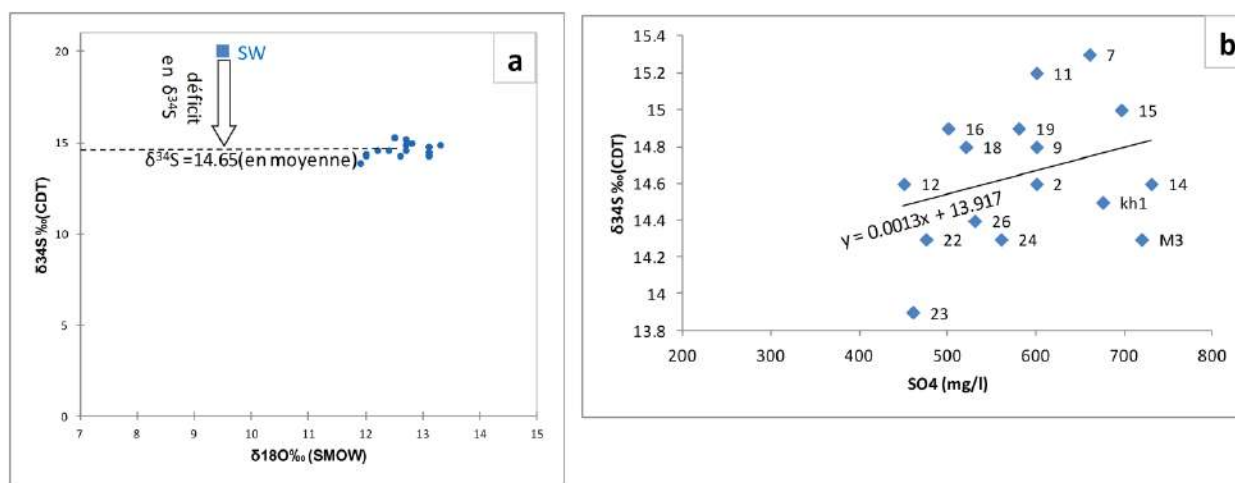 a
20
SW
déficit
en δ³⁴S
15
δ³⁴S =14.65(en moyenne)
10
5
0
δ34S ‰(CDT)
7 8 9 10 11 12 13 14 15
δ18O‰(SMOW)
b
15.4
15.2
15
14.8
14.6
14.4
14.2
14
13.8
δ34S ‰(CDT)
7
11
15
16
19
18
9
12
2
14
kh1
26
22
24
M3
23
y = 0.0013x + 13.917
200 300 400 500 600 700 800
SO4 (mg/l)